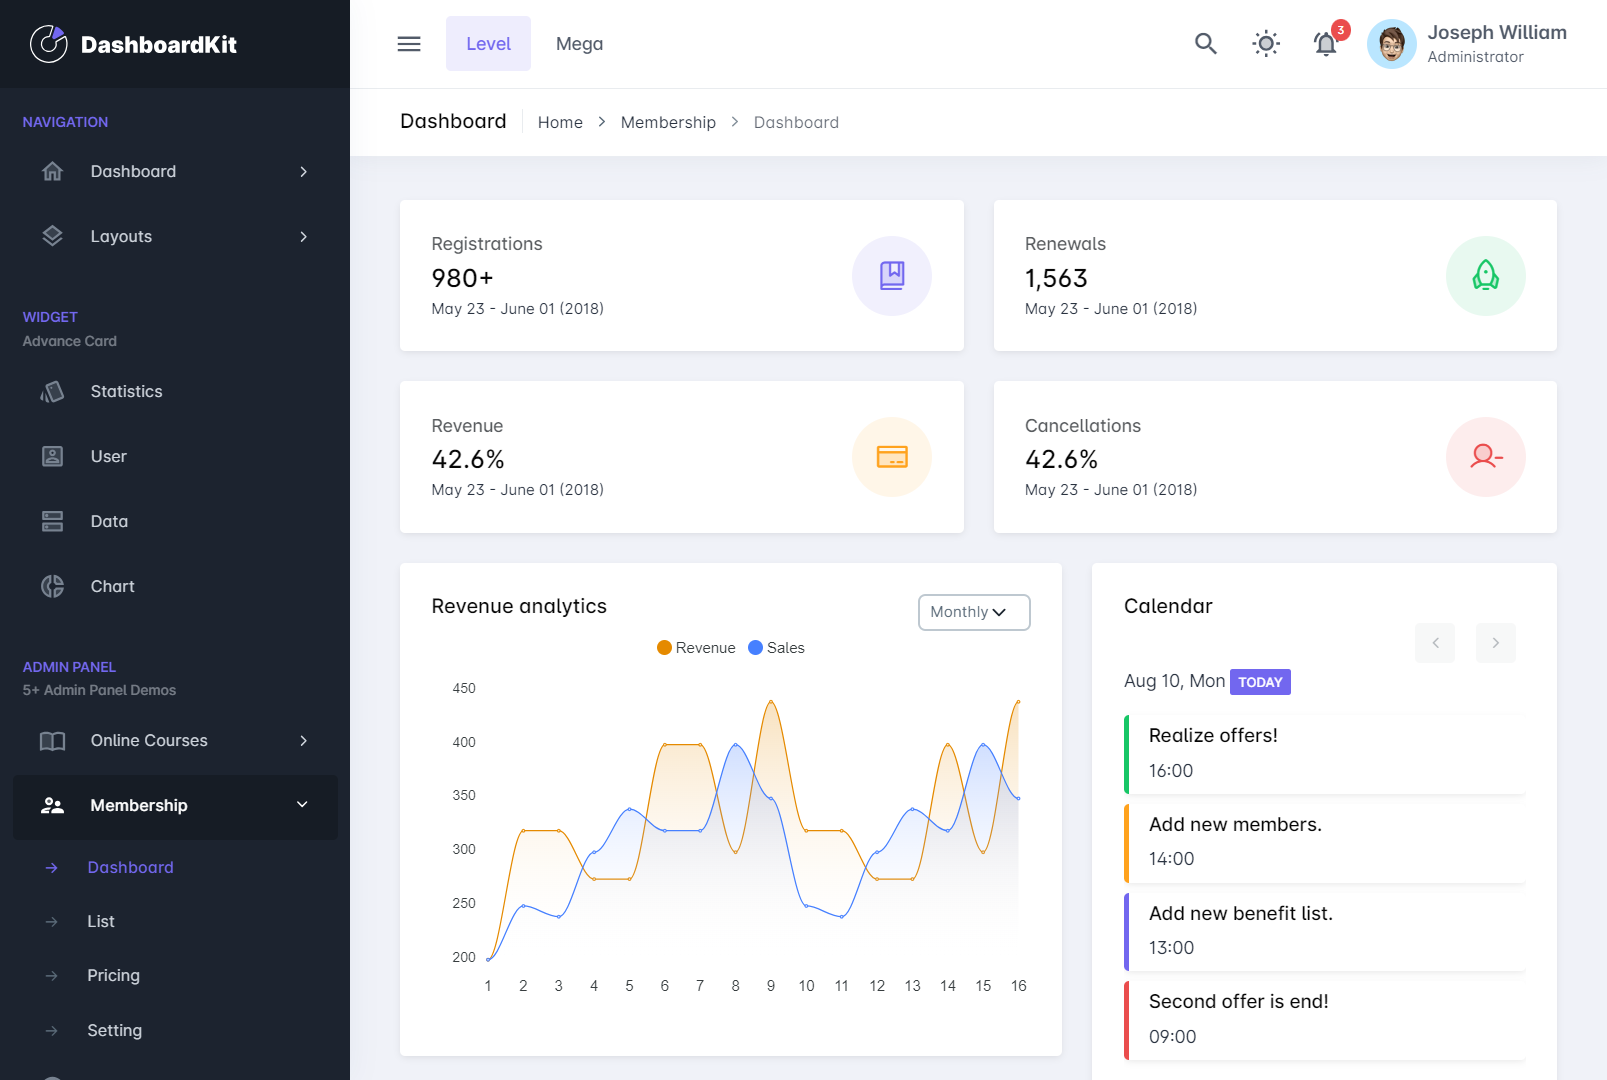 DashboardKit
NAVIGATION
Dashboard
Layouts
WIDGET
Advance Card
Statistics
User
Data
Chart
ADMIN PANEL
5+ Admin Panel Demos
Online Courses
Membership
Dashboard
List
Pricing
Setting
Level
Mega
3
Joseph William
Administrator
Dashboard
Home > Membership > Dashboard
Registrations
980+
May 23 - June 01 (2018)
Renewals
1,563
May 23 - June 01 (2018)
Revenue
42.6%
May 23 - June 01 (2018)
Cancellations
42.6%
May 23 - June 01 (2018)
Revenue analytics
Monthly
Revenue Sales
450
400
350
300
250
200
1 2 3 4 5 6 7 8 9 10 11 12 13 14 15 16
Calendar
Aug 10, Mon TODAY
Realize offers!
16:00
Add new members.
14:00
Add new benefit list.
13:00
Second offer is end!
09:00